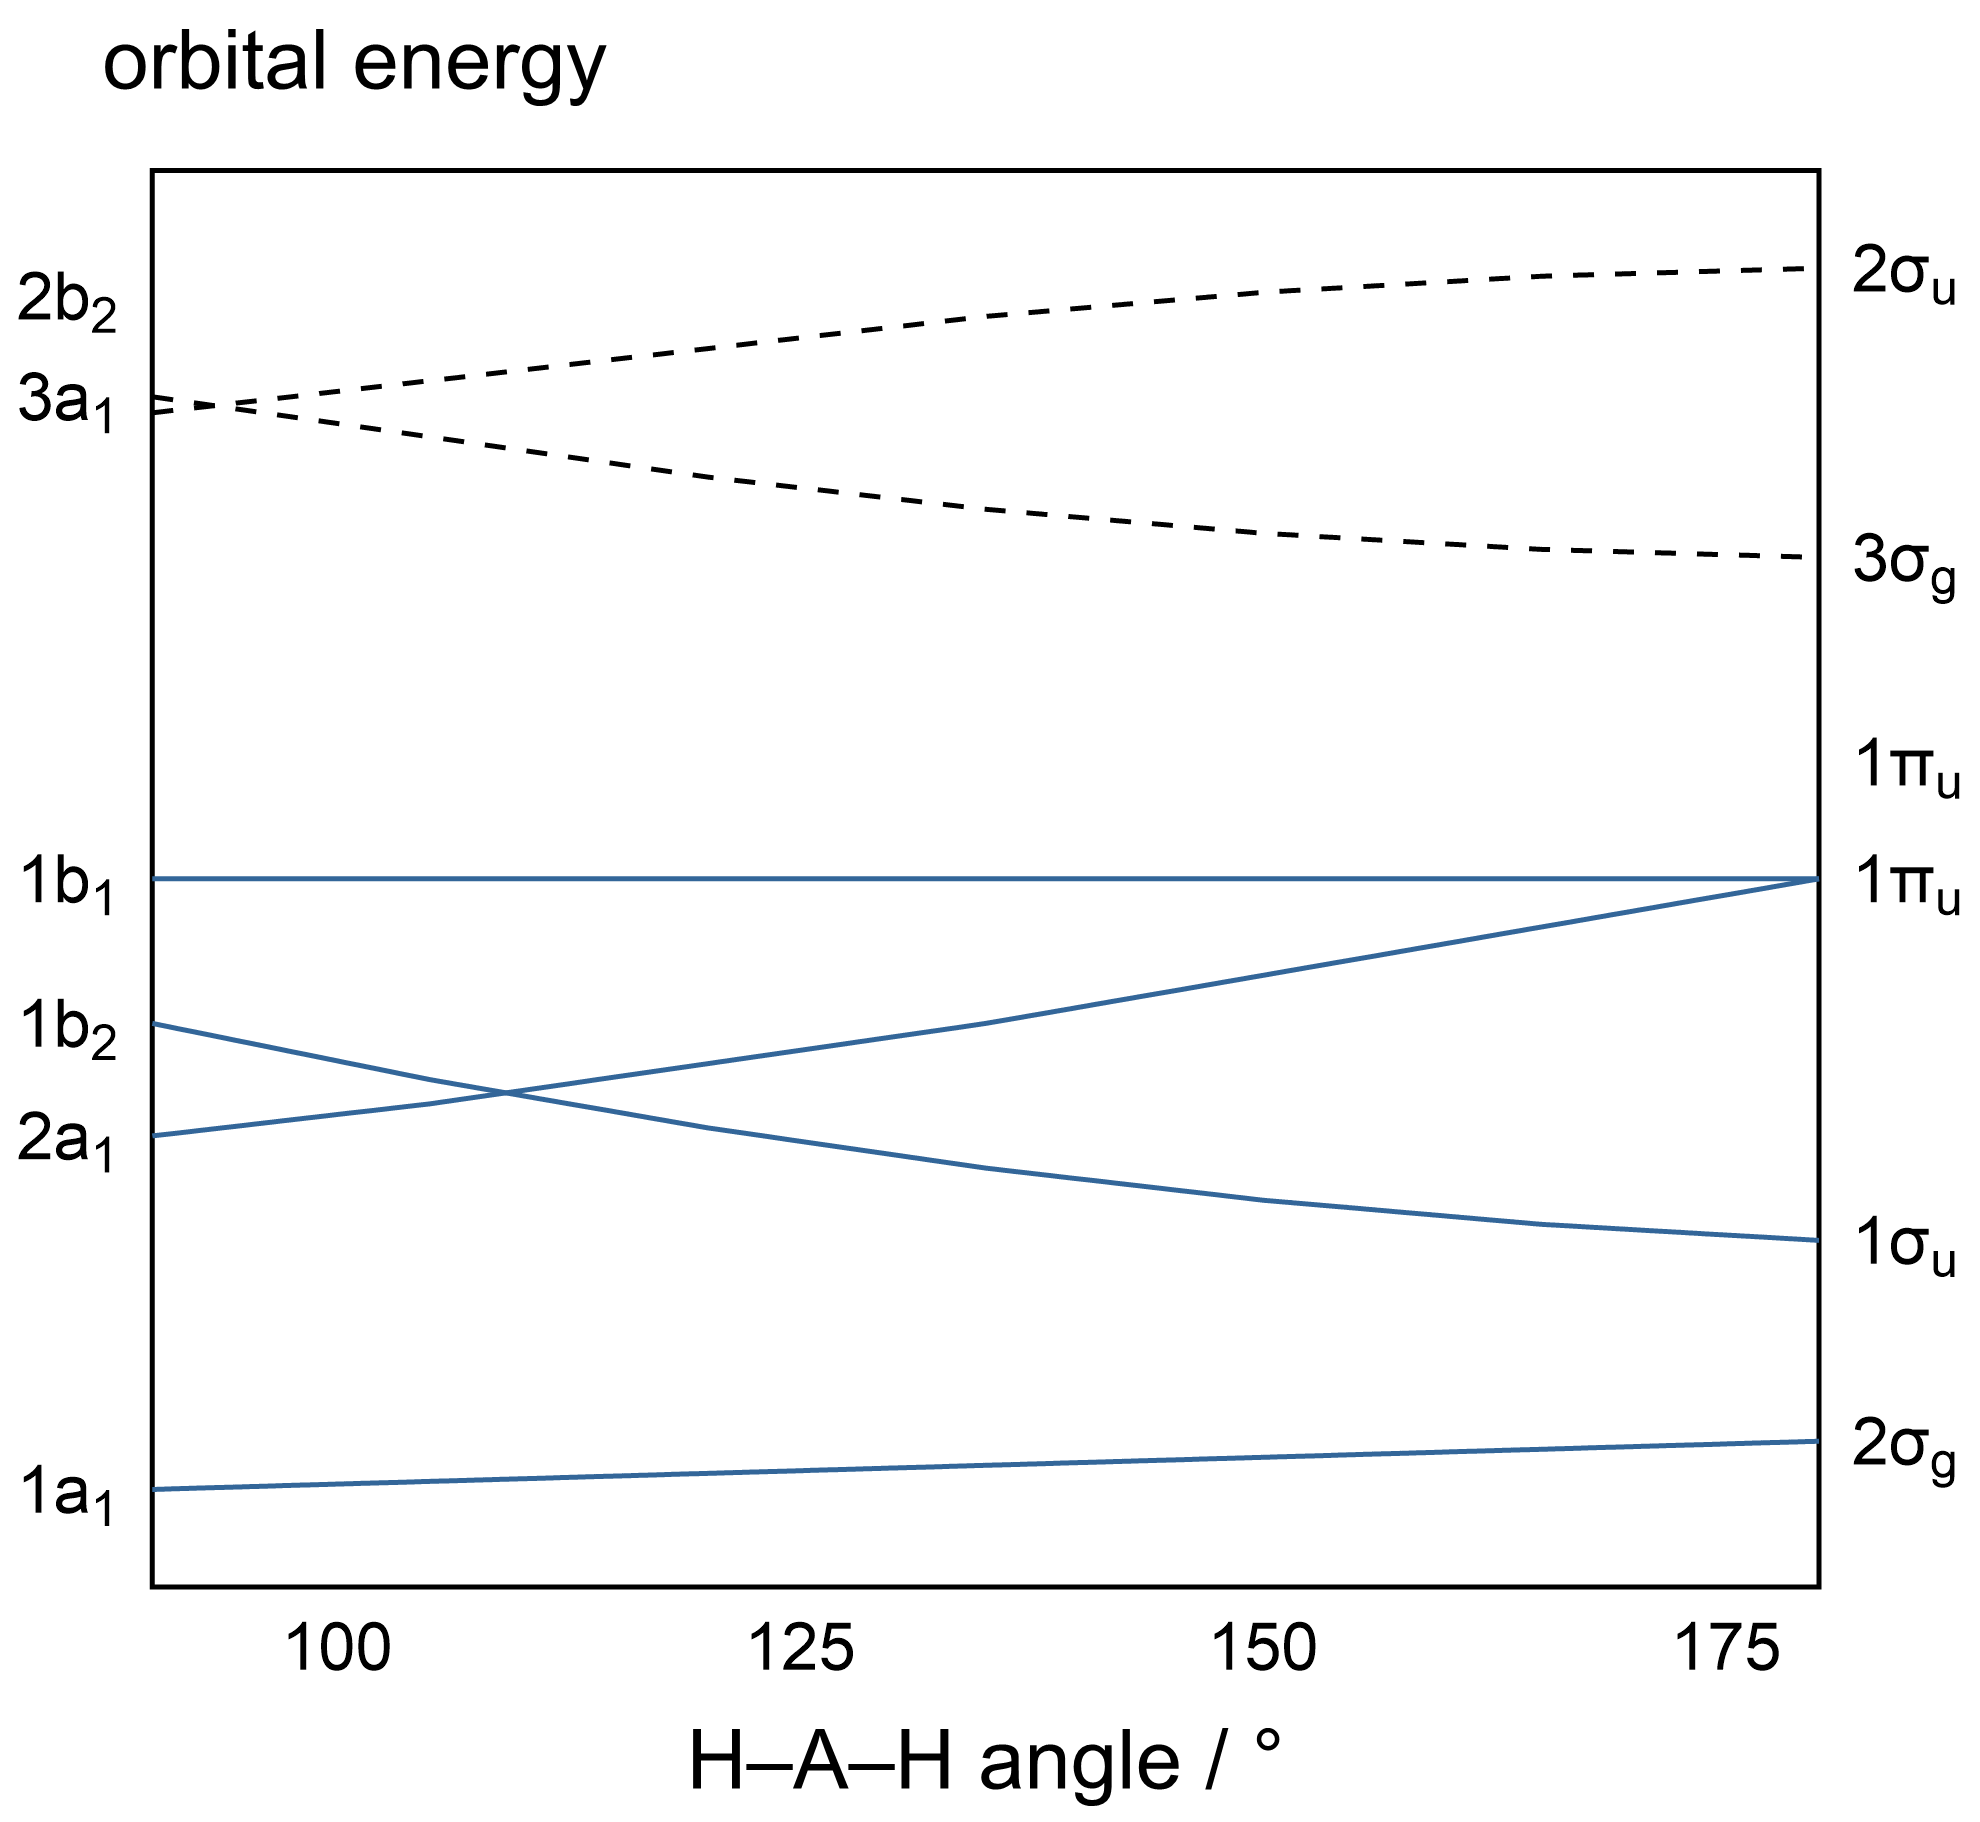 orbital energy
2b₂
3a₁
1b₁
1b₂
2a₁
1a₁
2σᵤ
3σg
1πᵤ
1πᵤ
1σᵤ
2σg
100 125 150 175
H–A–H angle / °